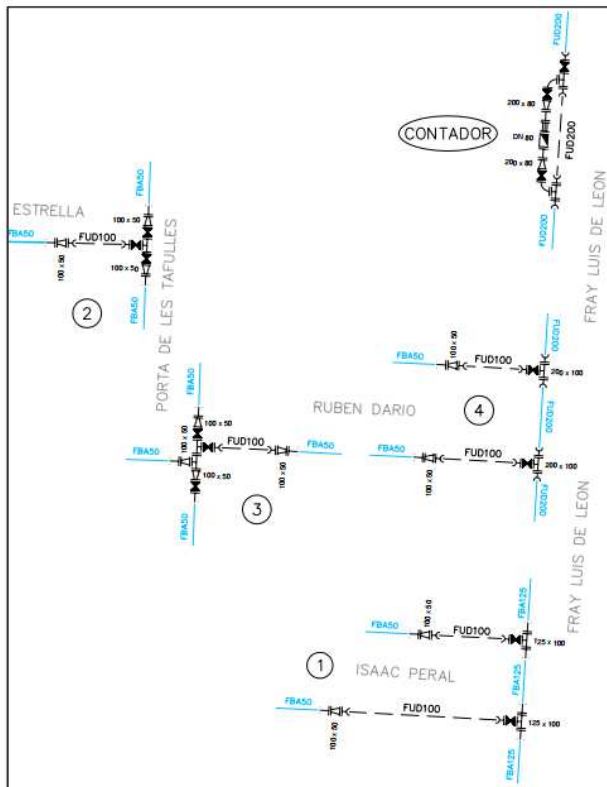 FUD200
200 x 80
CONTADOR
DN 80
FUD200
200 x 80
FUD200
FRAY LUIS DE LEON
ESTRELLA
FBA50
100 x 50
FBA50
FUD100
100 x 50
100 x 50
FBA50
2
PORTA DE LES TAFULLES
FBA50
100 x 50
FUD100
FUD200
200 x 100
4
RUBEN DARIO
FBA50
100 x 50
100 x 50
FUD100
FBA50
FBA50
100 x 50
100 x 50
FBA50
3
FUD200
FBA50
FUD100
100 x 50
200 x 100
FUD200
FRAY LUIS DE LEON
FBA125
FBA50
100 x 50
FUD100
125 x 100
1
ISAAC PERAL
FBA125
FBA50
FUD100
100 x 50
125 x 100
FBA125